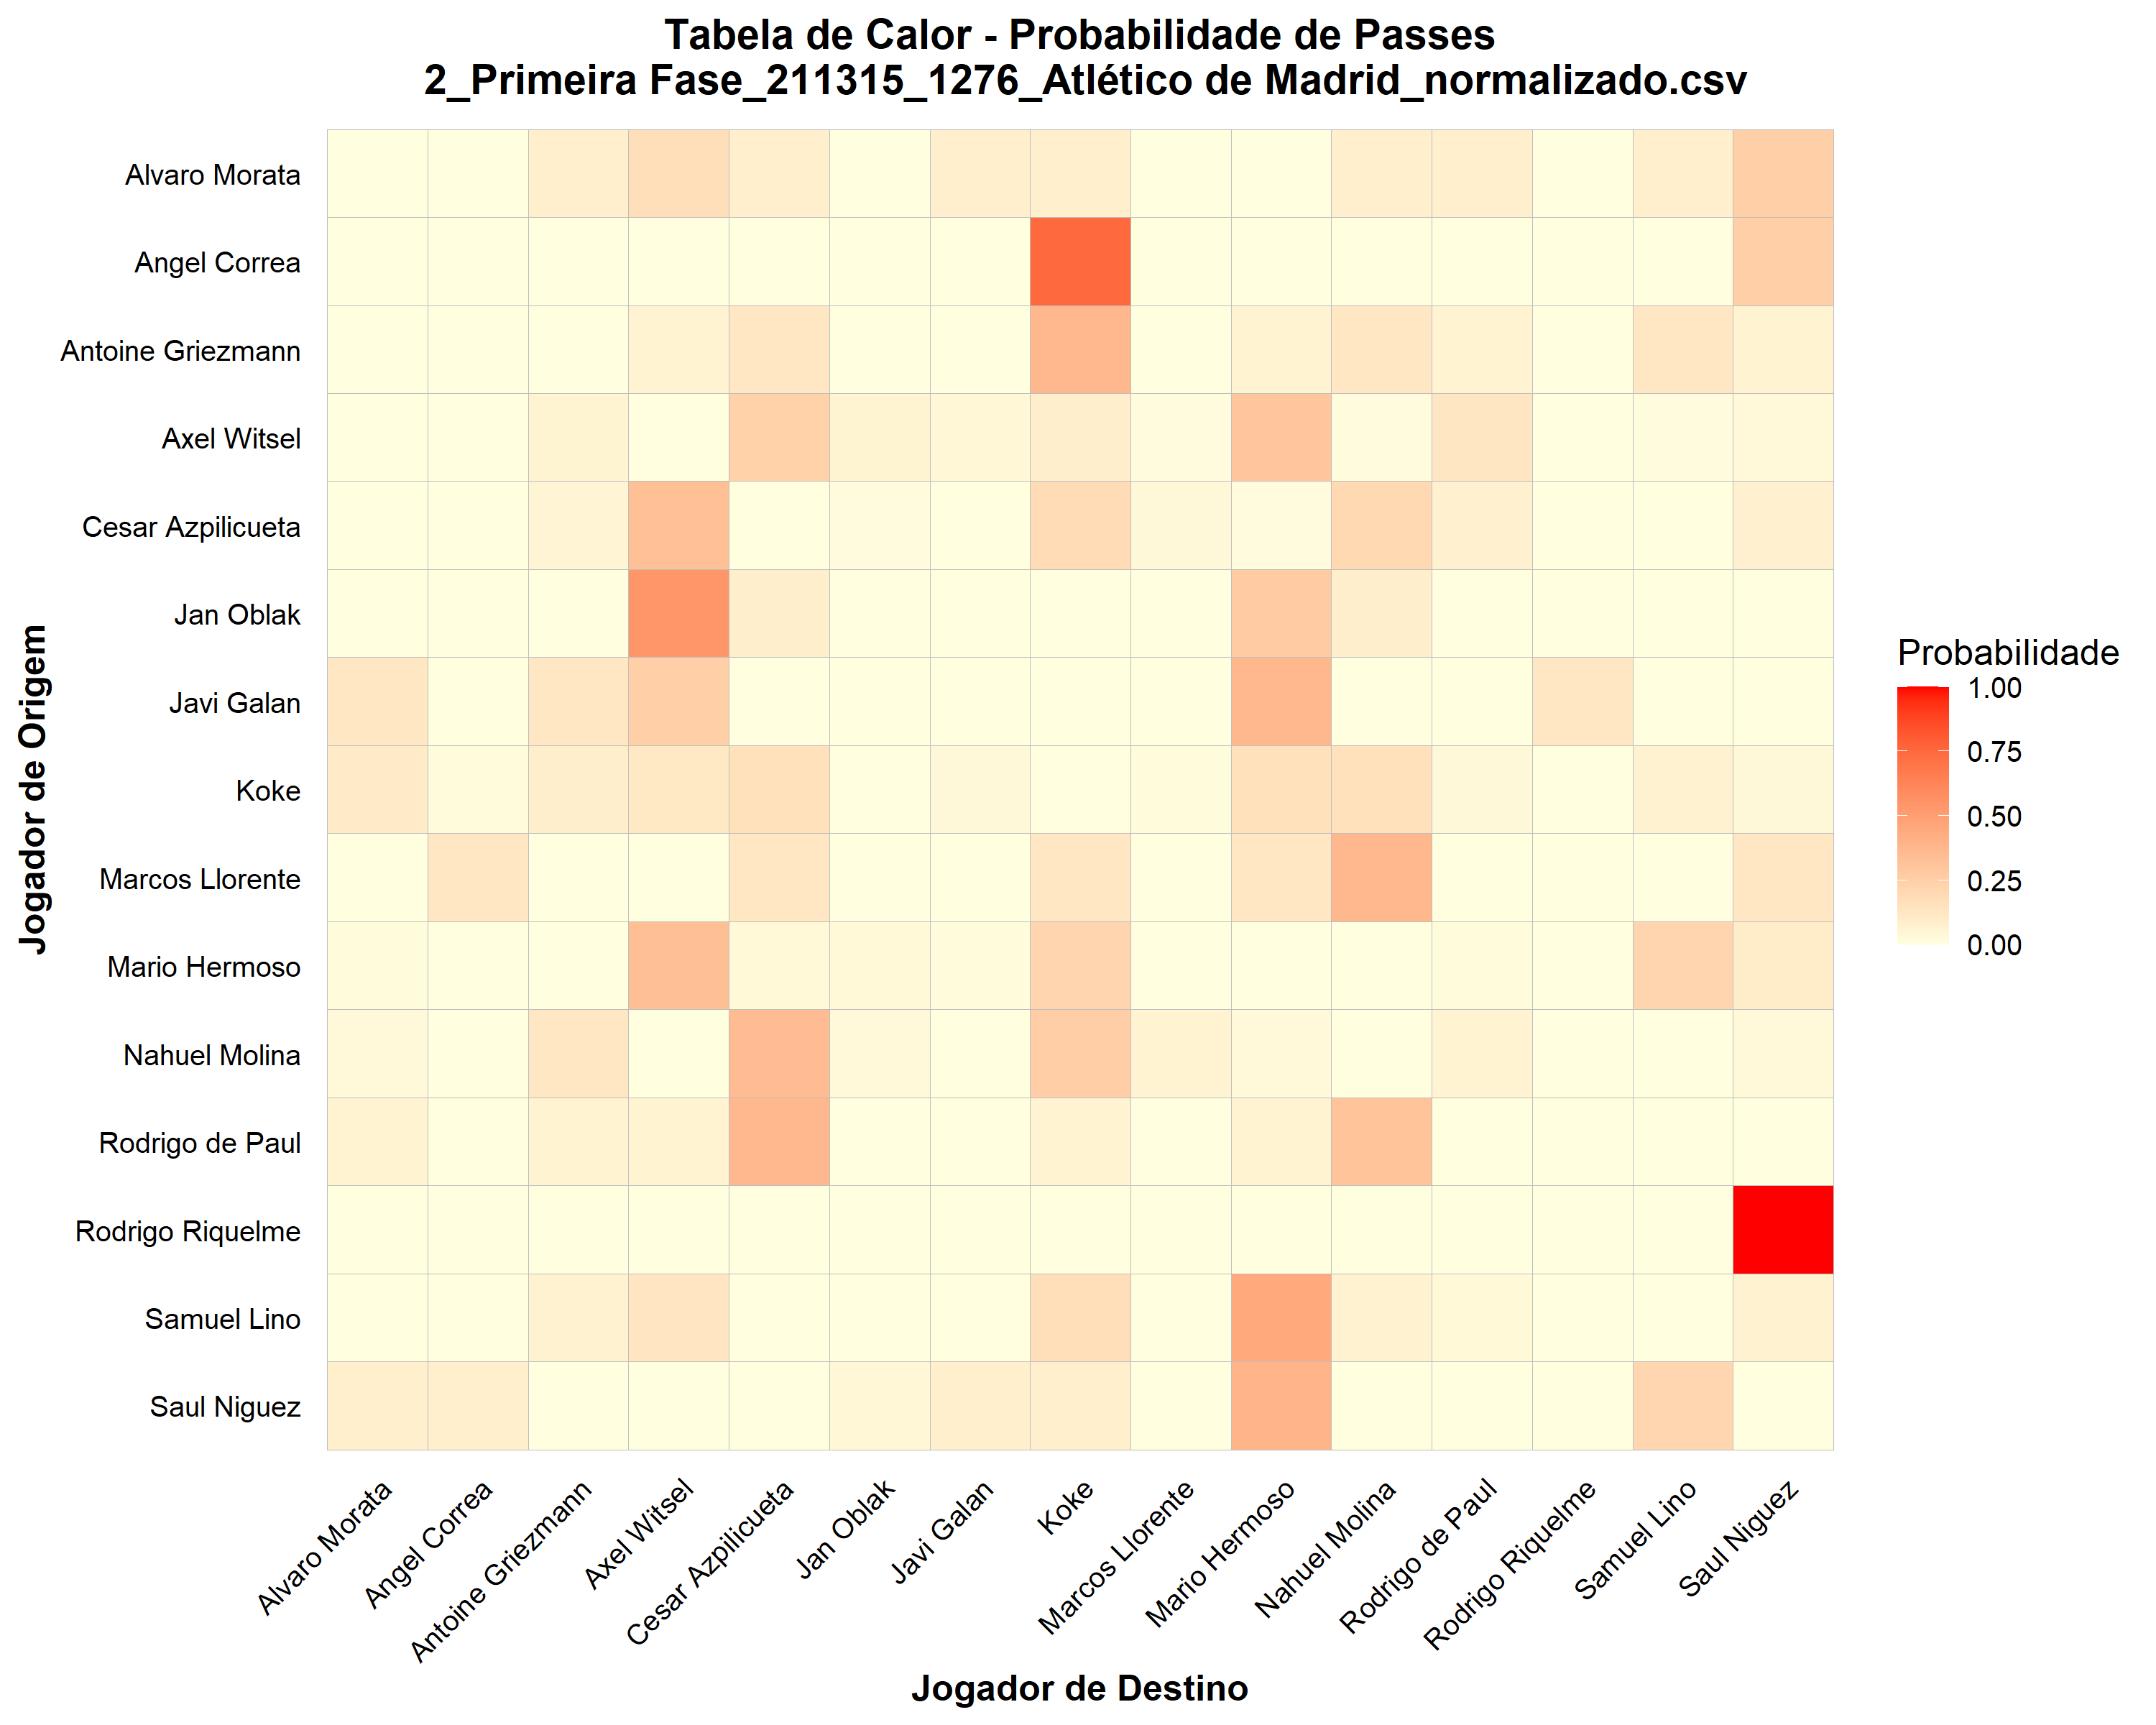 Tabela de Calor - Probabilidade de Passes
2_Primeira Fase_211315_1276_Atlético de Madrid_normalizado.csv
Jogador de Origem
Alvaro Morata
Angel Correa
Antoine Griezmann
Axel Witsel
Cesar Azpilicueta
Jan Oblak
Javi Galan
Koke
Marcos Llorente
Mario Hermoso
Nahuel Molina
Rodrigo de Paul
Rodrigo Riquelme
Samuel Lino
Saul Niguez
Alvaro Morata
Angel Correa
Antoine Griezmann
Axel Witsel
Cesar Azpilicueta
Jan Oblak
Javi Galan
Koke
Marcos Llorente
Mario Hermoso
Nahuel Molina
Rodrigo de Paul
Rodrigo Riquelme
Samuel Lino
Saul Niguez
Jogador de Destino
Probabilidade
1.00
0.75
0.50
0.25
0.00